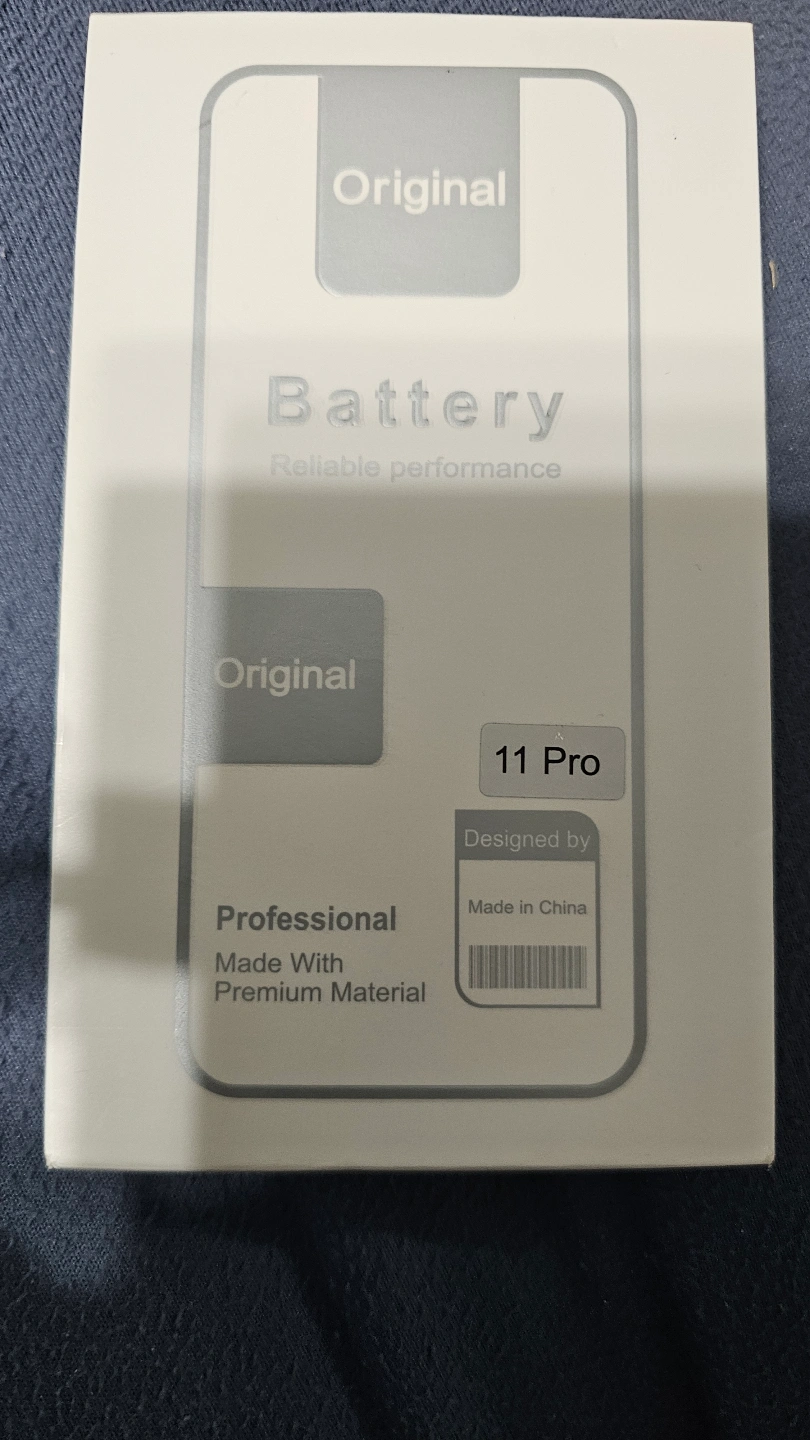 Original
Battery
Reliable performance
Original
11 Pro
Designed by
Made in China
Professional
Made With
Premium Material